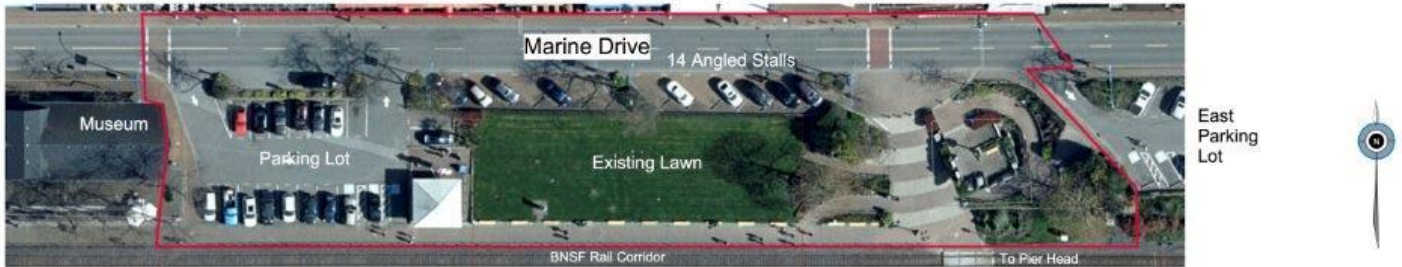 Marine Drive
14 Angled Stalls
Museum
Parking Lot
Existing Lawn
East
Parking
Lot
N
BNSF Rail Corridor
To Pier Head